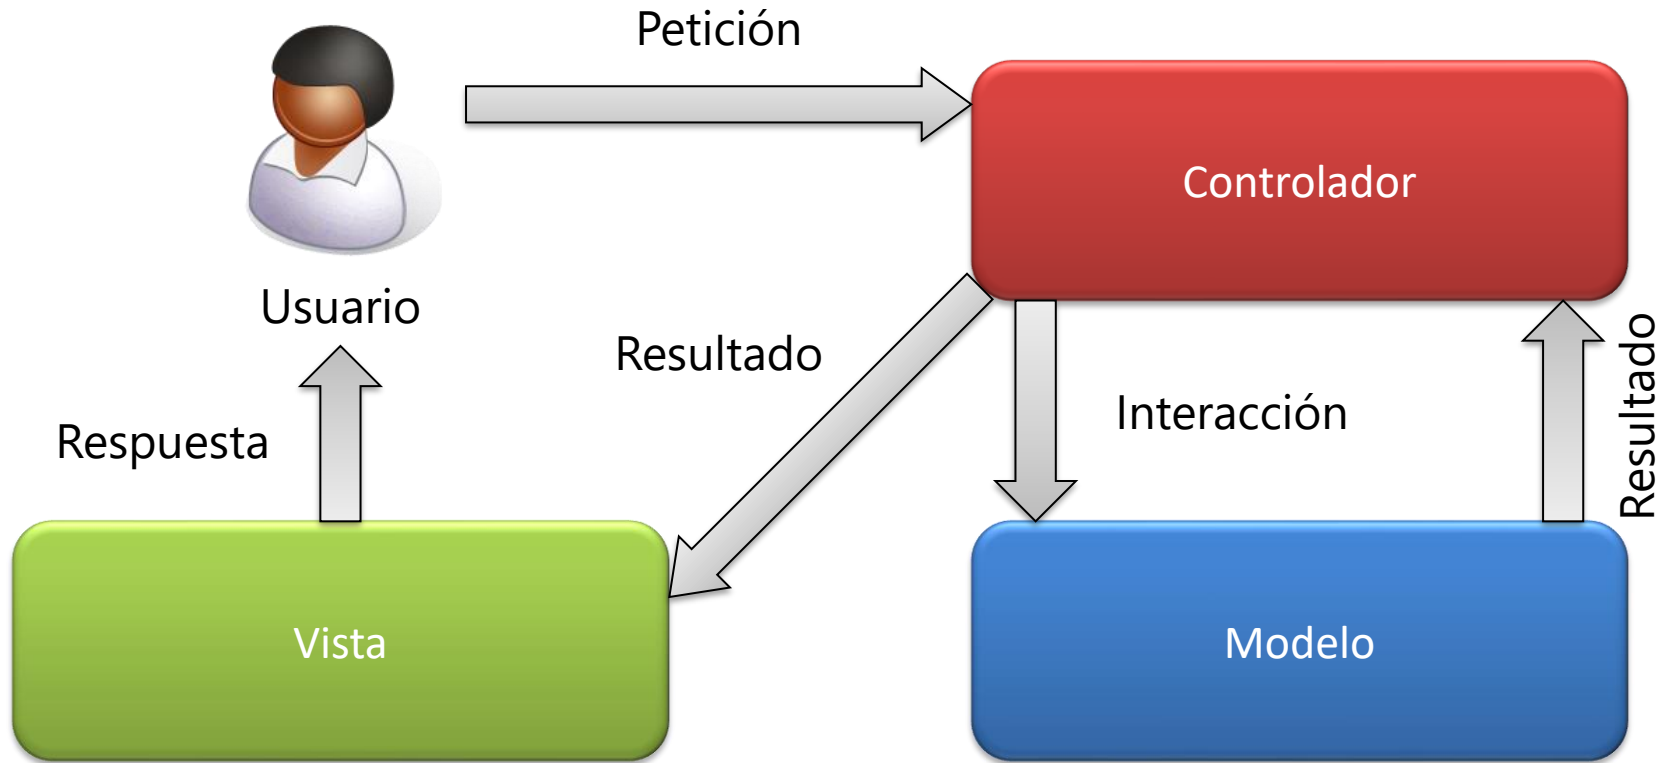 Petición
Controlador
Usuario
Resultado
Interacción
Resultado
Respuesta
Vista
Modelo